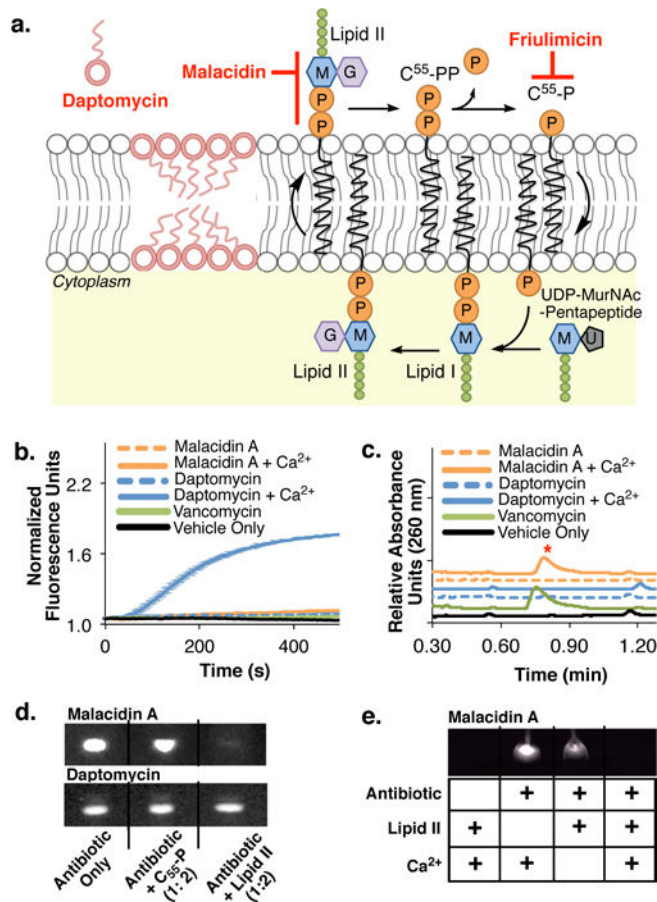 a.
Lipid II
Malacidin
M
G
P
P
Daptomycin
C55-PP
P
P
P
Friulimicin
C55-P
P
Cytoplasm
P
P
G
M
Lipid II
P
P
M
Lipid I
P
UDP-MurNAc
-Pentapeptide
M
U
b.
Malacidin A
Malacidin A + Ca2+
Daptomycin
Daptomycin + Ca2+
Vancomycin
Vehicle Only
Normalized
Fluorescence Units
2.2
1.6
1.0
0
200
400
Time (s)
c.
Malacidin A
Malacidin A + Ca2+
Daptomycin
Daptomycin + Ca2+
Vancomycin
Vehicle Only
Relative Absorbance
Units (260 nm)
*
0.30
0.60
0.90
1.20
Time (min)
d.
Malacidin A
Daptomycin
Antibiotic
Only
Antibiotic
+ C55-P
(1: 2)
Antibiotic
+ Lipid II
(1:2)
e.
Malacidin A
Antibiotic + + +
Lipid II + + +
Ca2+ + + +